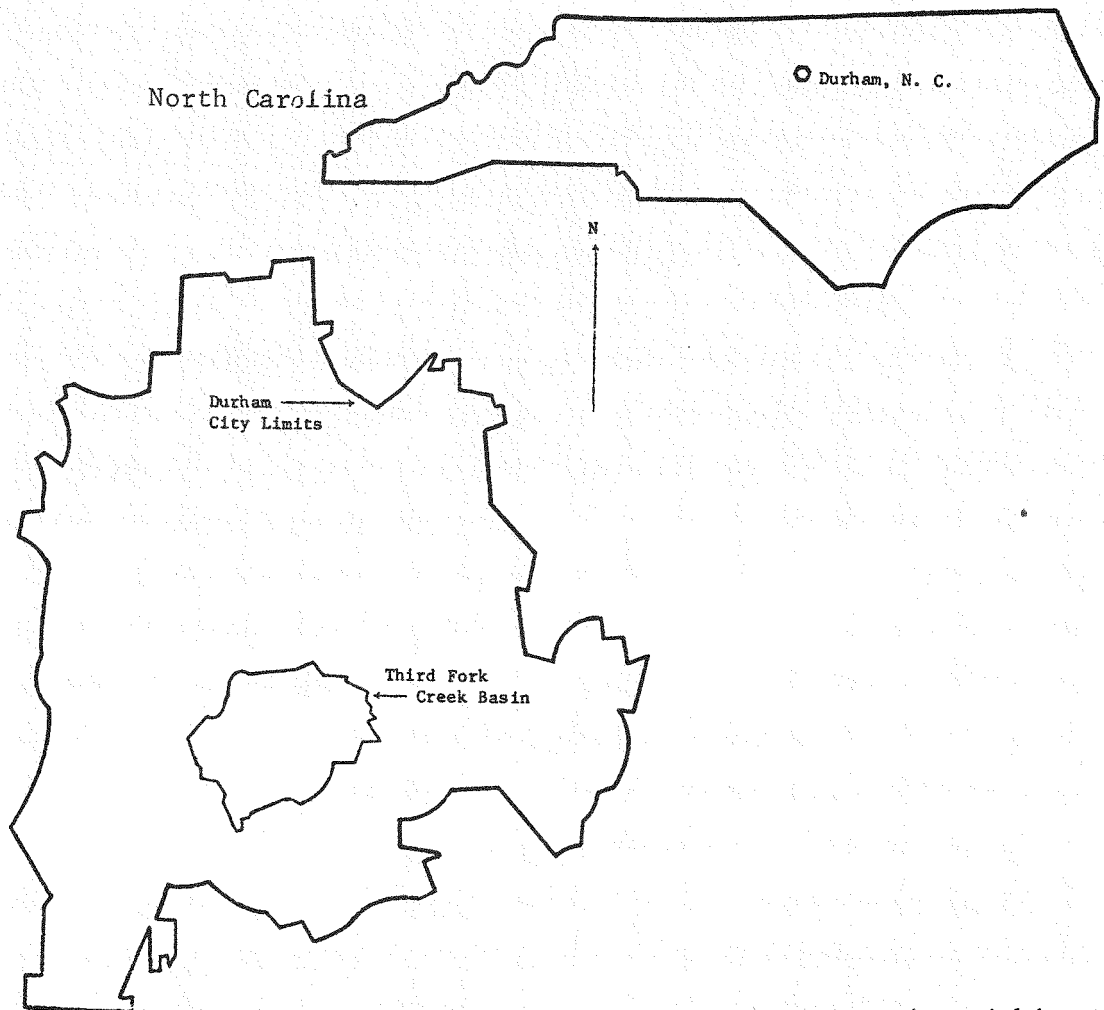 North Carolina
Durham, N. C.
N
Durham
City Limits
Third Fork
Creek Basin